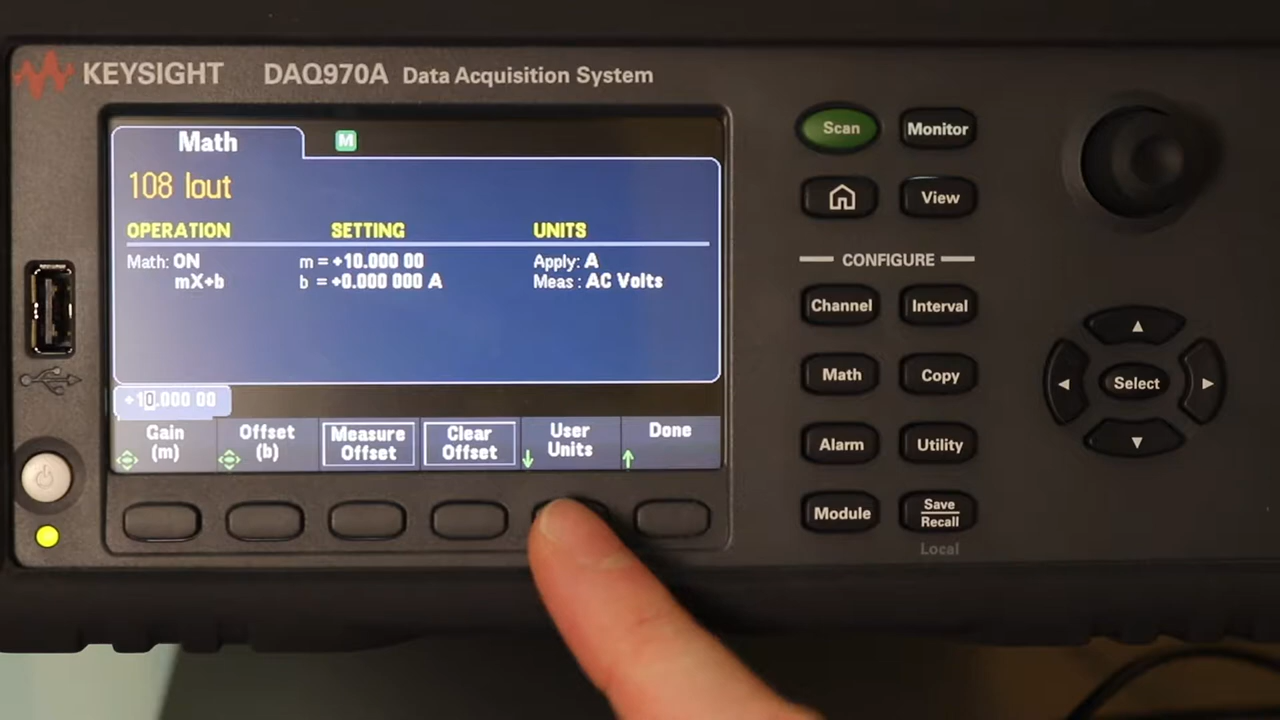 KEYSIGHT DAQ970A Data Acquisition System
Math M
108 Iout
OPERATION SETTING UNITS
Math: ON m = +10.000 00 Apply: A
mX+b b = +0.000 000 A Meas : AC Volts
+10.000 00
Gain (m)
Offset (b)
Measure Offset
Clear Offset
User Units
Done
Scan Monitor
View
CONFIGURE
Channel Interval
Math Copy
Alarm Utility
Module Save Recall
Local
Select